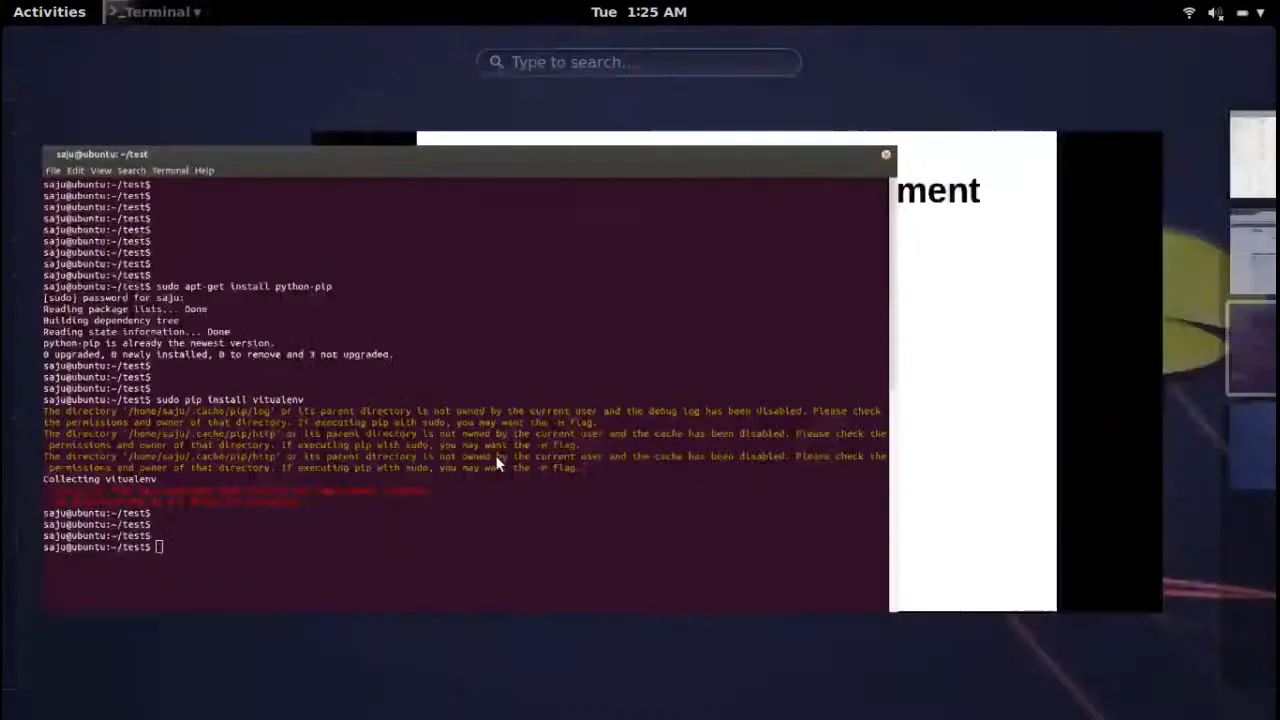 Activities
Terminal
Tue 1:25 AM
Type to search...
saju@ubuntu: ~/test
File Edit View Search Terminal Help
ment
saju@ubuntu:~/test$
saju@ubuntu:~/test$
saju@ubuntu:~/test$
saju@ubuntu:~/test$
saju@ubuntu:~/test$
saju@ubuntu:~/test$
saju@ubuntu:~/test$
saju@ubuntu:~/test$
saju@ubuntu:~/test$
saju@ubuntu:~/test$ sudo apt-get install python-pip
[sudo] password for saju:
Reading package lists... Done
Building dependency tree
Reading state information... Done
python-pip is already the newest version.
0 upgraded, 0 newly installed, 0 to remove and 3 not upgraded.
saju@ubuntu:~/test$
saju@ubuntu:~/test$
saju@ubuntu:~/test$
saju@ubuntu:~/test$ sudo pip install vitualenv
The directory '/home/saju/.cache/pip/log' or its parent directory is not owned by the current user and the debug log has been disabled. Please check
the permissions and owner of that directory. If executing pip with sudo, you may want the -H flag.
The directory '/home/saju/.cache/pip/http' or its parent directory is not owned by the current user and the cache has been disabled. Please check the
permissions and owner of that directory. If executing pip with sudo, you may want the -H flag.
The directory '/home/saju/.cache/pip/http' or its parent directory is not owned by the current user and the cache has been disabled. Please check the
permissions and owner of that directory. If executing pip with sudo, you may want the -H flag.
Collecting vitualenv
saju@ubuntu:~/test$
saju@ubuntu:~/test$
saju@ubuntu:~/test$
saju@ubuntu:~/test$